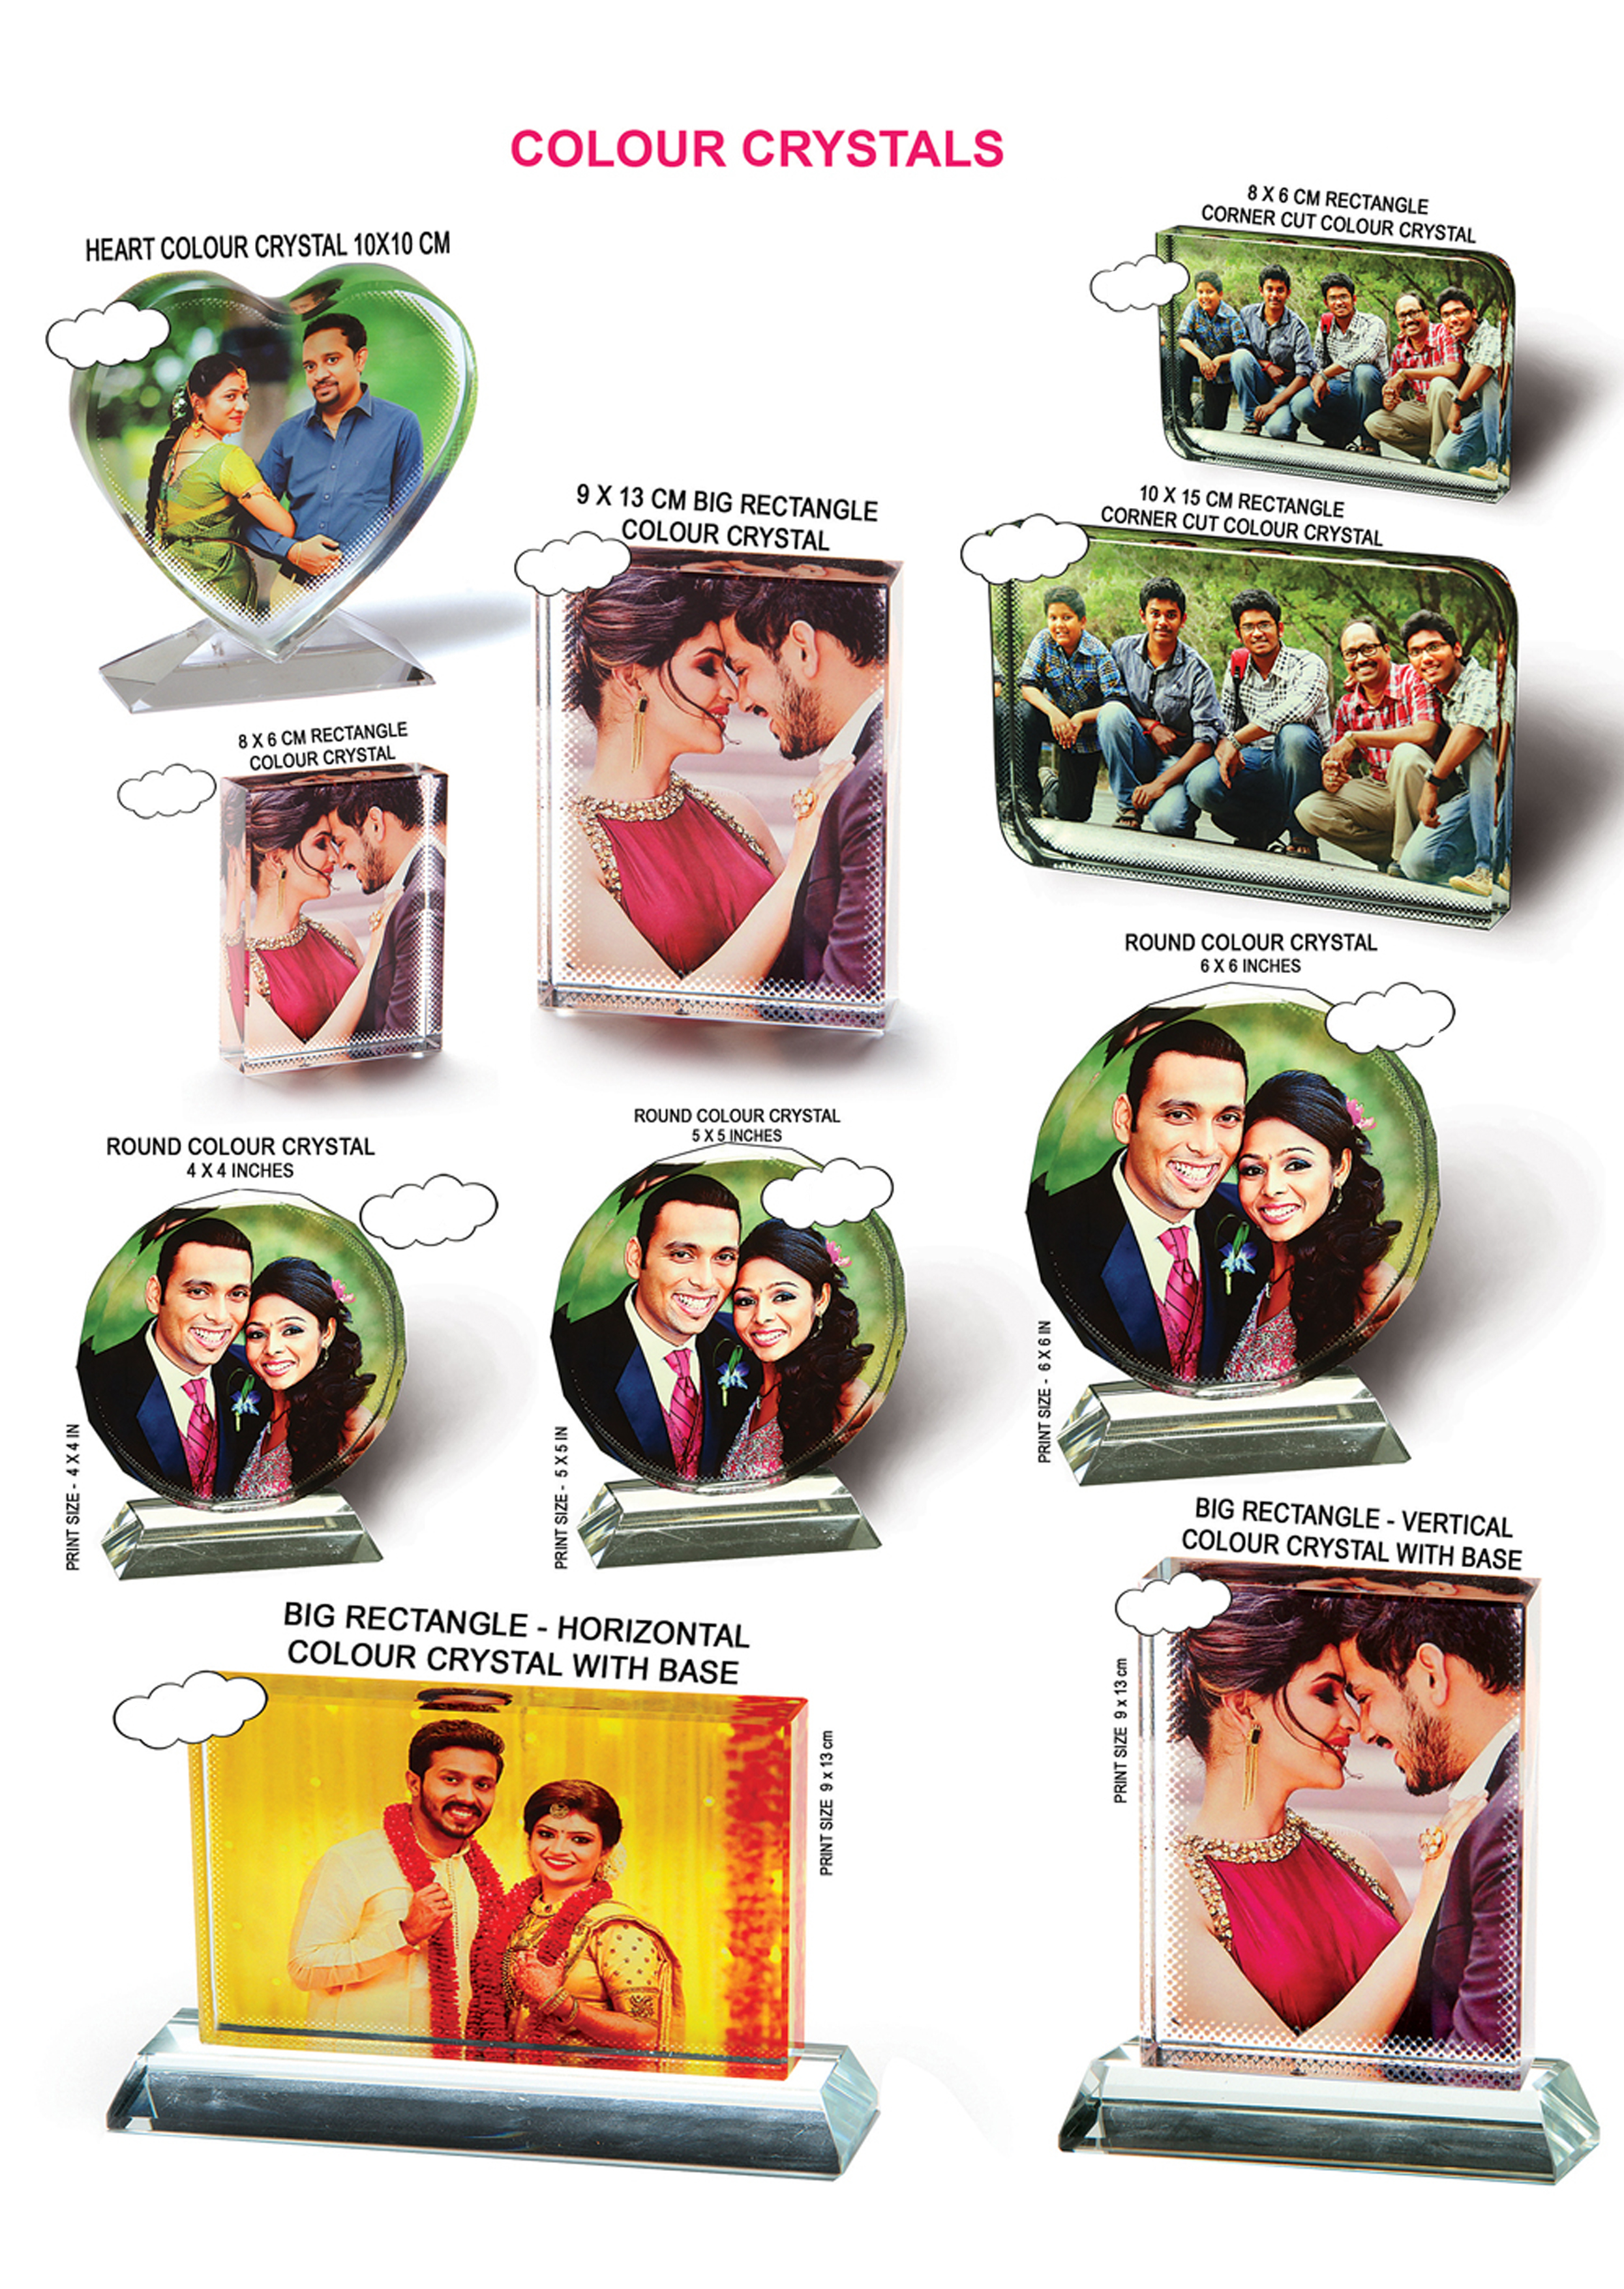 COLOUR CRYSTALS
HEART COLOUR CRYSTAL 10X10 CM
8 X 6 CM RECTANGLE
CORNER CUT COLOUR CRYSTAL
9 X 13 CM BIG RECTANGLE
COLOUR CRYSTAL
10 X 15 CM RECTANGLE
CORNER CUT COLOUR CRYSTAL
8 X 6 CM RECTANGLE
COLOUR CRYSTAL
ROUND COLOUR CRYSTAL
6 X 6 INCHES
PRINT SIZE - 6 X 6 IN
ROUND COLOUR CRYSTAL
4 X 4 INCHES
PRINT SIZE - 4 X 4 IN
ROUND COLOUR CRYSTAL
5 X 5 INCHES
PRINT SIZE - 5 X 5 IN
BIG RECTANGLE - HORIZONTAL
COLOUR CRYSTAL WITH BASE
PRINT SIZE 9 x 13 cm
BIG RECTANGLE - VERTICAL
COLOUR CRYSTAL WITH BASE
PRINT SIZE 9 x 13 cm